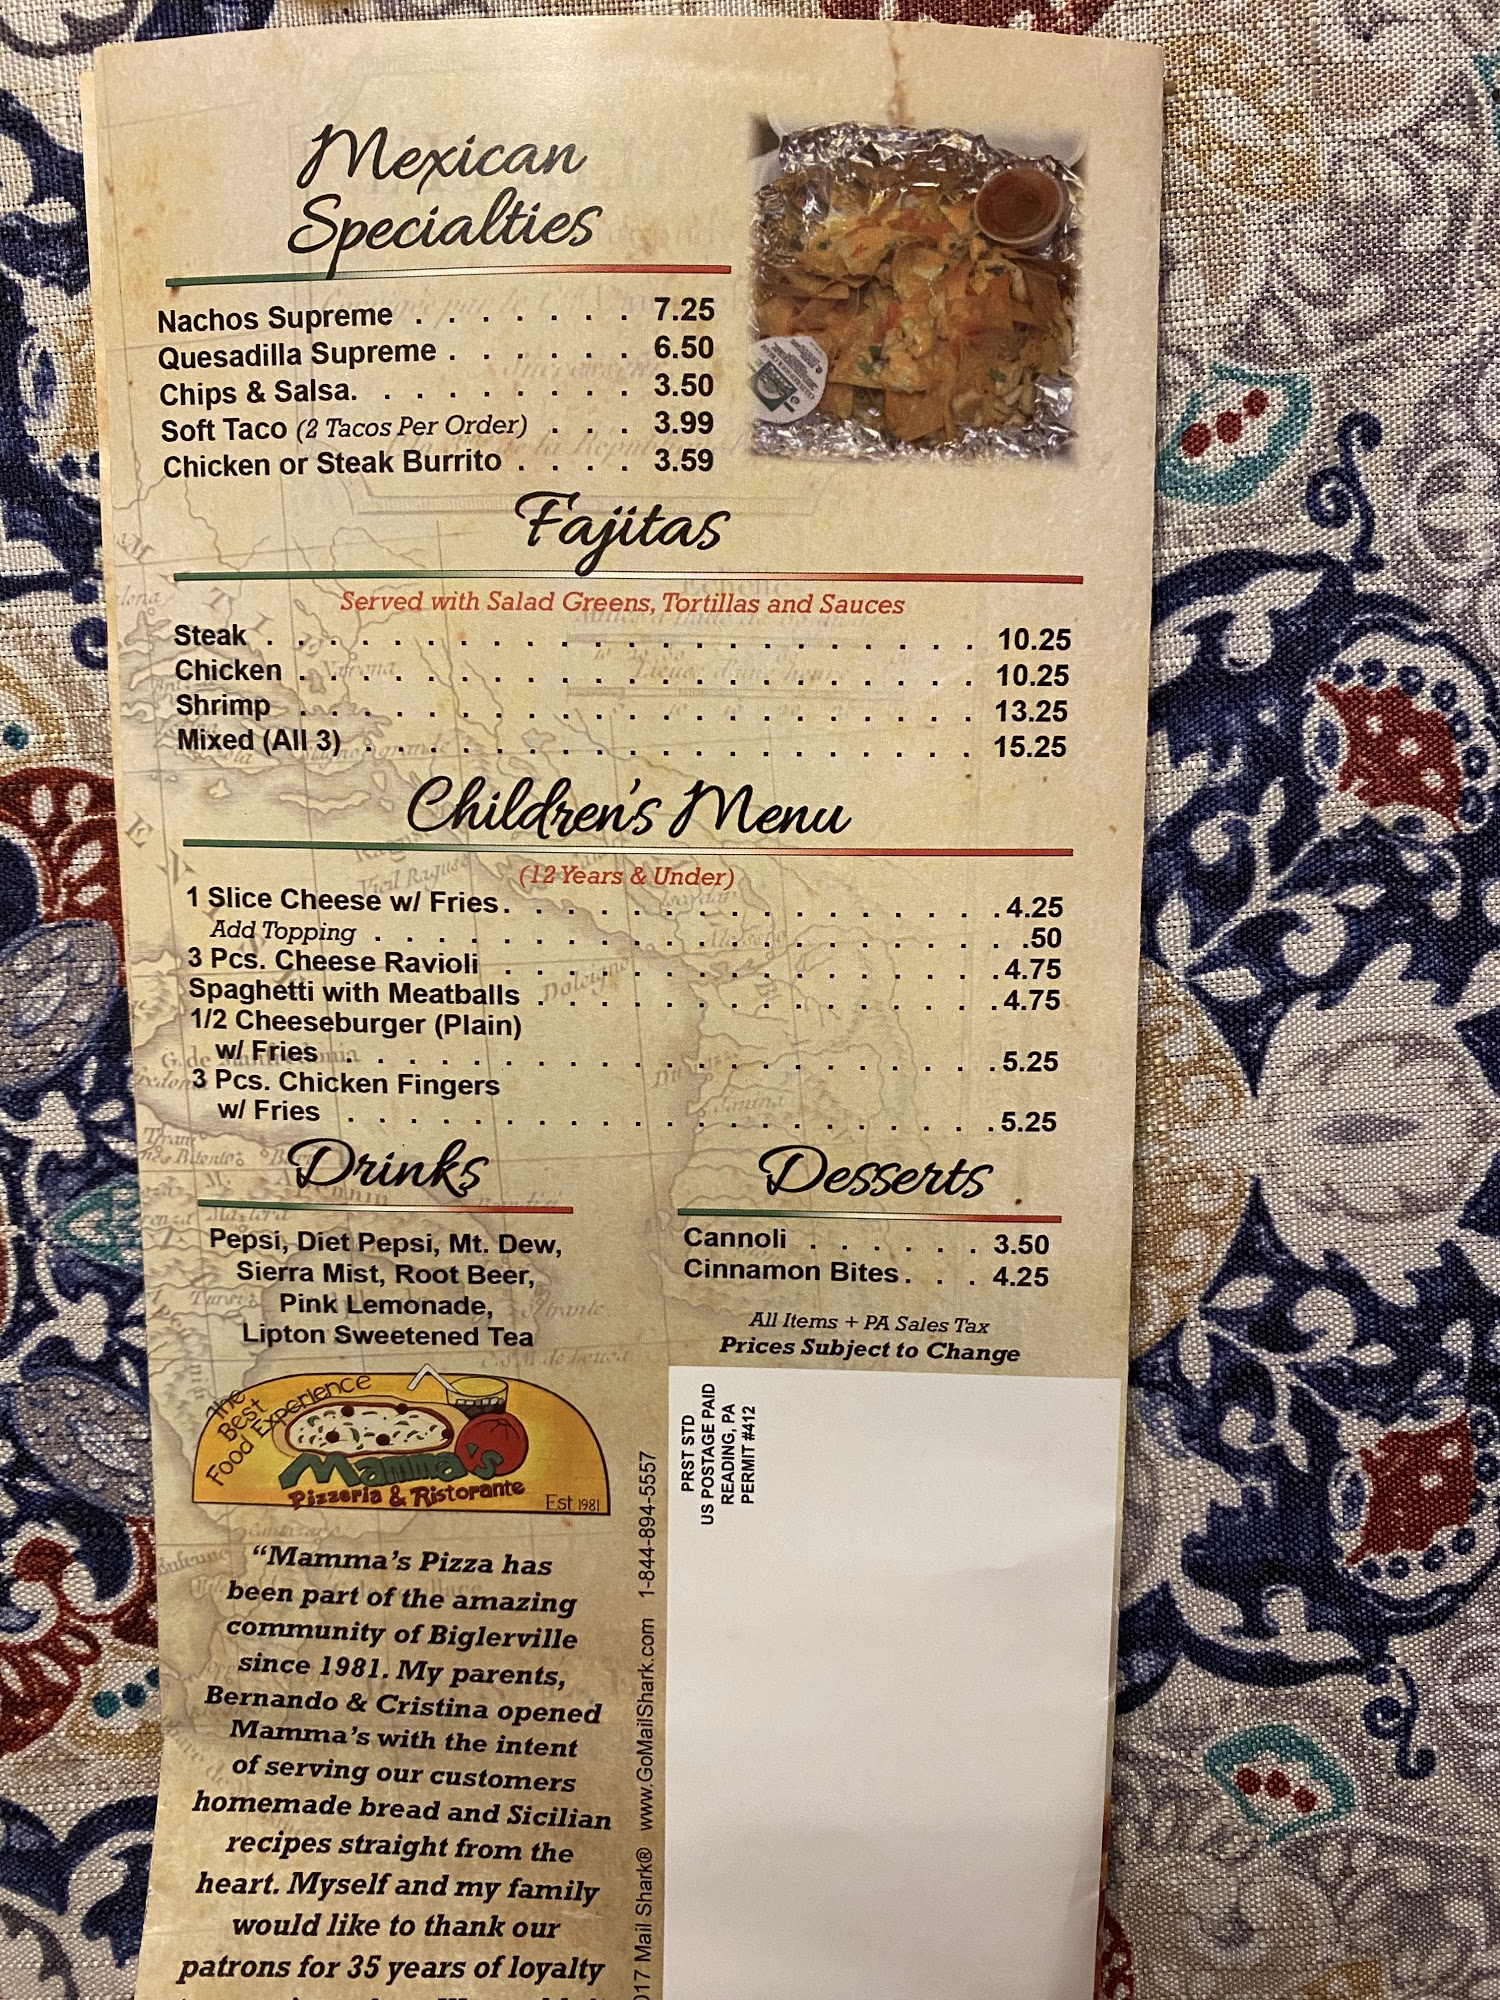 Mexican
Specialties
Nachos Supreme . . . . . . . 7.25
Quesadilla Supreme . . . . . . 6.50
Chips & Salsa. . . . . . . . . 3.50
Soft Taco (2 Tacos Per Order) . . . 3.99
Chicken or Steak Burrito . . . . 3.59
Fajitas
Served with Salad Greens, Tortillas and Sauces
Steak . . . . . . . . . . . . . . . . . . . . . . 10.25
Chicken . . . . . . . . . . . . . . . . . . . . . 10.25
Shrimp . . . . . . . . . . . . . . . . . . . . . 13.25
Mixed (All 3) . . . . . . . . . . . . . . . . . . . 15.25
Children's Menu
(12 Years & Under)
1 Slice Cheese w/ Fries. . . . . . . . . . . . . . . . 4.25
Add Topping . . . . . . . . . . . . . . . . . . . . .50
3 Pcs. Cheese Ravioli . . . . . . . . . . . . . . . . 4.75
Spaghetti with Meatballs . . . . . . . . . . . . . . . 4.75
1/2 Cheeseburger (Plain)
w/ Fries . . . . . . . . . . . . . . . . . . . . . . 5.25
3 Pcs. Chicken Fingers
w/ Fries . . . . . . . . . . . . . . . . . . . . . . 5.25
Drinks
Pepsi, Diet Pepsi, Mt. Dew,
Sierra Mist, Root Beer,
Pink Lemonade,
Lipton Sweetened Tea
Desserts
Cannoli . . . . . . 3.50
Cinnamon Bites. . . 4.25
All Items + PA Sales Tax
Prices Subject to Change
The
Best
Food Experience
Mamma's
Pizzeria & Ristorante
Est 1981
"Mamma's Pizza has
been part of the amazing
community of Biglerville
since 1981. My parents,
Bernando & Cristina opened
Mamma's with the intent
of serving our customers
homemade bread and Sicilian
recipes straight from the
heart. Myself and my family
would like to thank our
patrons for 35 years of loyalty
017 Mail Shark® www.GoMailShark.com 1-844-894-5557
PRST STD
US POSTAGE PAID
READING, PA
PERMIT #412